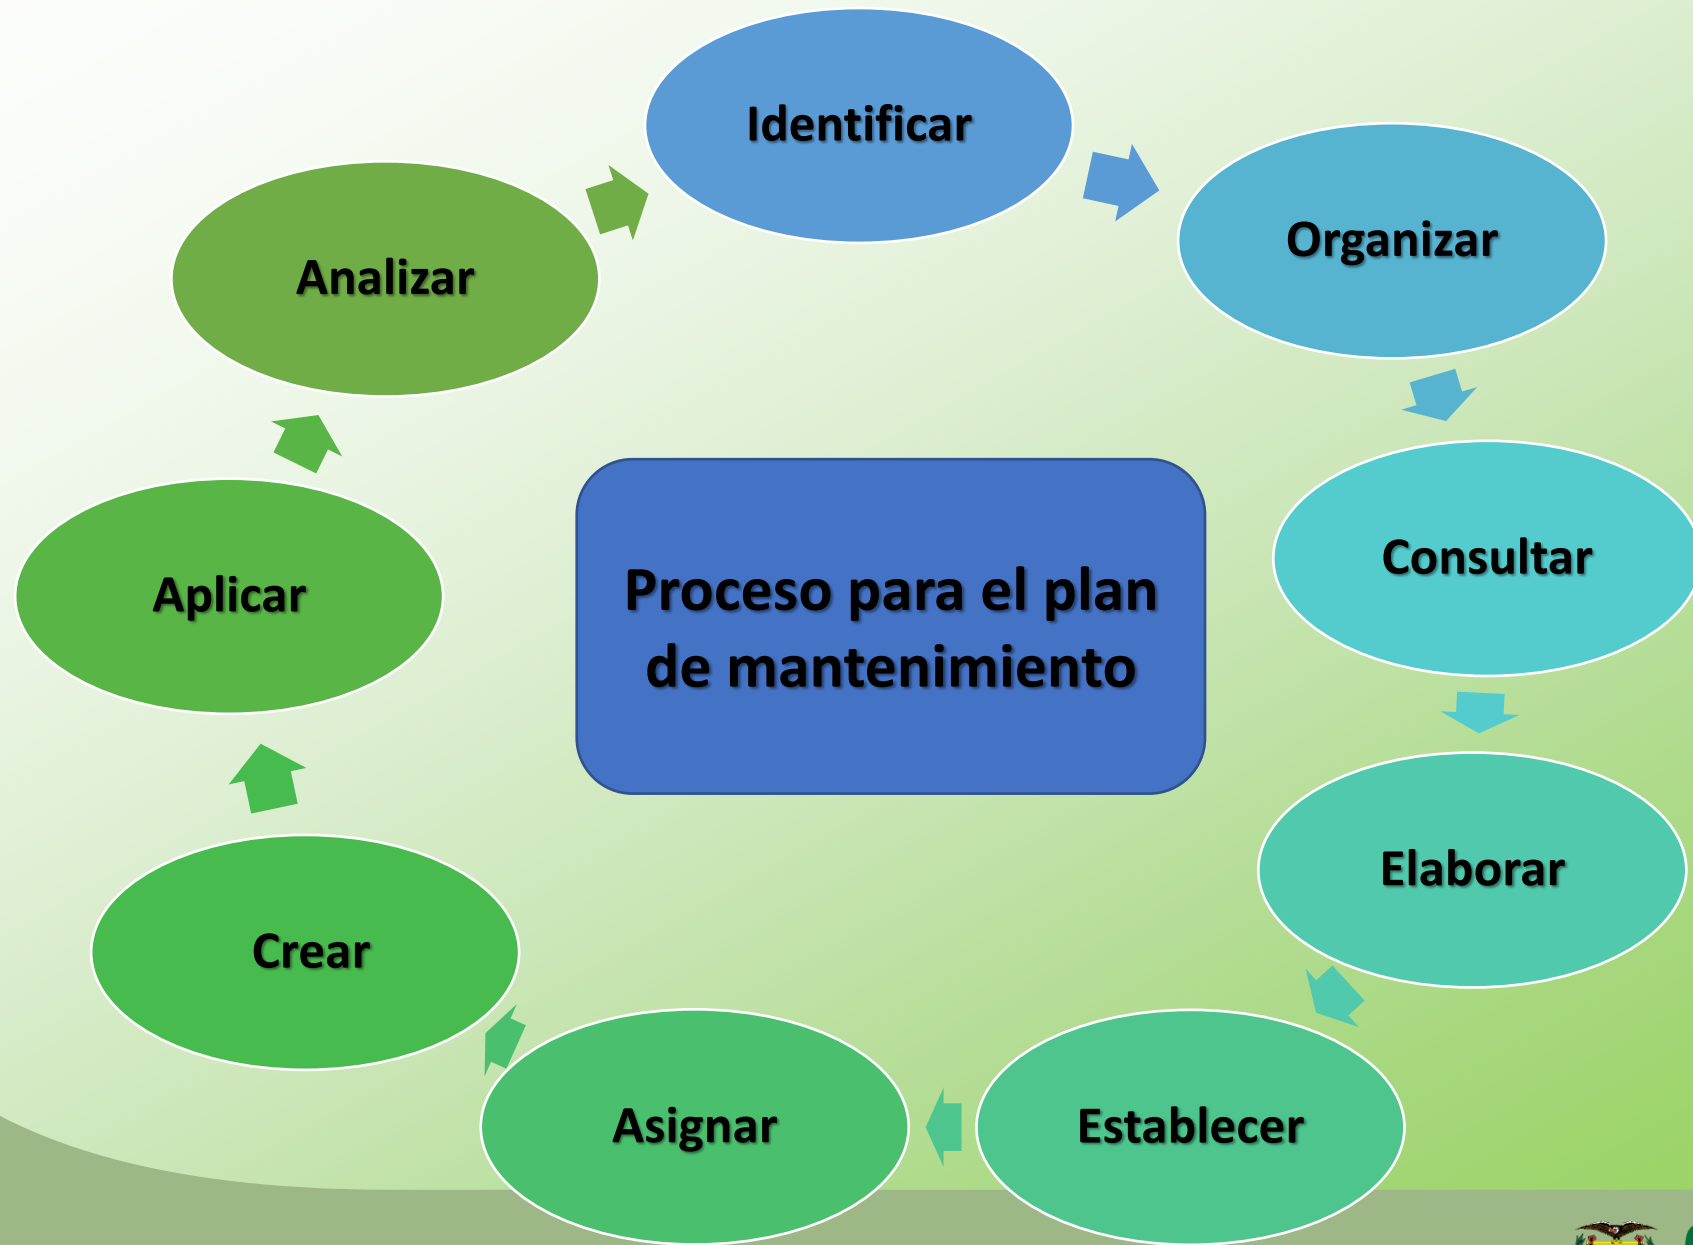 Identificar
Organizar
Consultar
Elaborar
Establecer
Asignar
Crear
Aplicar
Analizar
Proceso para el plan
de mantenimiento